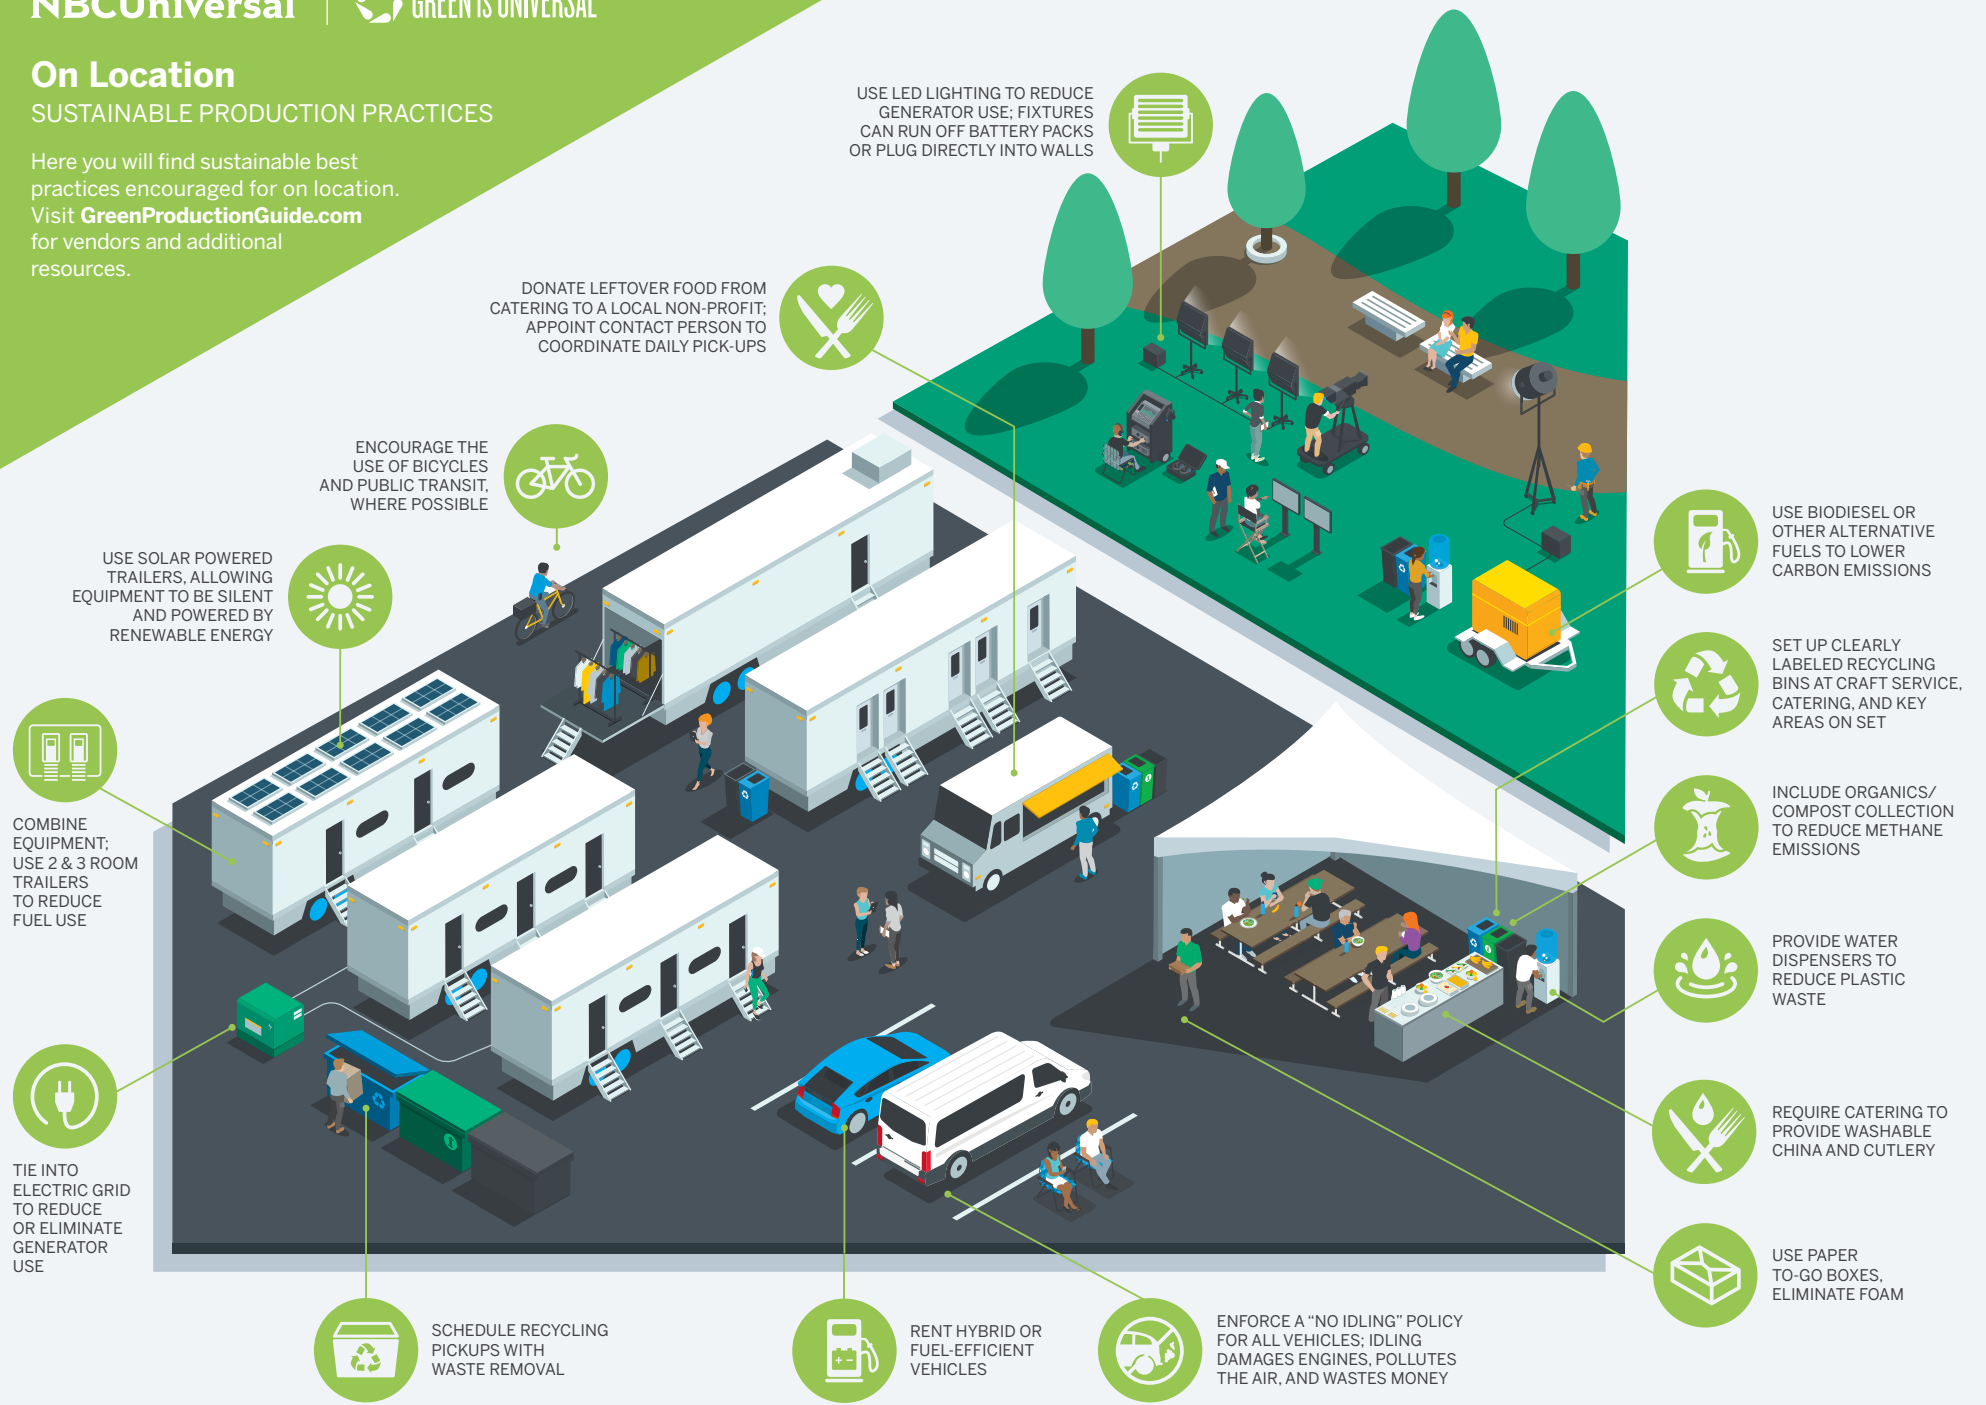 NBCUniversal
GREEN IS UNIVERSAL
On Location
SUSTAINABLE PRODUCTION PRACTICES
Here you will find sustainable best
practices encouraged for on location.
Visit GreenProductionGuide.com
for vendors and additional
resources.
USE LED LIGHTING TO REDUCE
GENERATOR USE; FIXTURES
CAN RUN OFF BATTERY PACKS
OR PLUG DIRECTLY INTO WALLS
DONATE LEFTOVER FOOD FROM
CATERING TO A LOCAL NON-PROFIT;
APPOINT CONTACT PERSON TO
COORDINATE DAILY PICK-UPS
ENCOURAGE THE
USE OF BICYCLES
AND PUBLIC TRANSIT,
WHERE POSSIBLE
USE SOLAR POWERED
TRAILERS, ALLOWING
EQUIPMENT TO BE SILENT
AND POWERED BY
RENEWABLE ENERGY
COMBINE
EQUIPMENT;
USE 2 & 3 ROOM
TRAILERS
TO REDUCE
FUEL USE
TIE INTO
ELECTRIC GRID
TO REDUCE
OR ELIMINATE
GENERATOR
USE
SCHEDULE RECYCLING
PICKUPS WITH
WASTE REMOVAL
RENT HYBRID OR
FUEL-EFFICIENT
VEHICLES
ENFORCE A “NO IDLING” POLICY
FOR ALL VEHICLES; IDLING
DAMAGES ENGINES, POLLUTES
THE AIR, AND WASTES MONEY
USE BIODIESEL OR
OTHER ALTERNATIVE
FUELS TO LOWER
CARBON EMISSIONS
SET UP CLEARLY
LABELED RECYCLING
BINS AT CRAFT SERVICE,
CATERING, AND KEY
AREAS ON SET
INCLUDE ORGANICS/
COMPOST COLLECTION
TO REDUCE METHANE
EMISSIONS
PROVIDE WATER
DISPENSERS TO
REDUCE PLASTIC
WASTE
REQUIRE CATERING TO
PROVIDE WASHABLE
CHINA AND CUTLERY
USE PAPER
TO-GO BOXES,
ELIMINATE FOAM